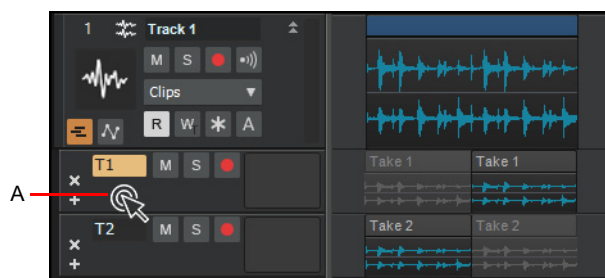 1 Track 1
M S
Clips
R W * A
T1 M S
Take 1 Take 1
A
T2 M S
Take 2 Take 2